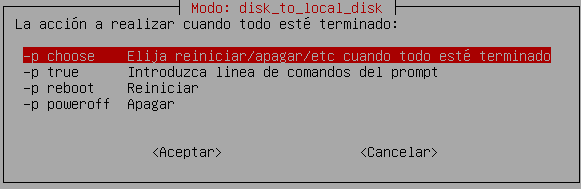 Modo: disk_to_local_disk
La acción a realizar cuando todo esté terminado:
-p choose Elija reiniciar/apagar/etc cuando todo esté terminado
-p true Introduzca linea de comandos del prompt
-p reboot Reiniciar
-p poweroff Apagar
<Aceptar> <Cancelar>